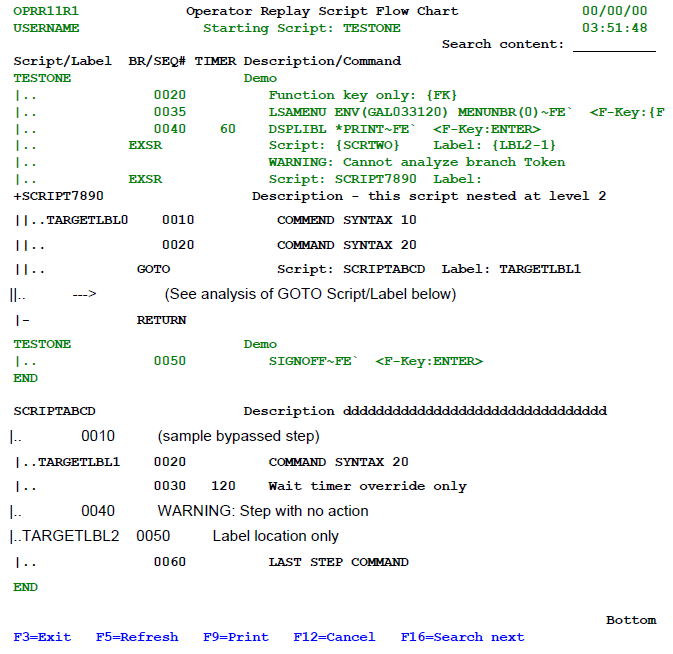 OPRR11R1 Operator Replay Script Flow Chart 00/00/00
USERNAME Starting Script: TESTONE 03:51:48
Search content:
Script/Label BR/SEQ# TIMER Description/Command
TESTONE Demo
|.. 0020 Function key only: {FK}
|.. 0035 LSAMENU ENV(GAL033120) MENUNBR(0)~FE` <F-Key:{F
|.. 0040 60 DSPLIBL *PRINT~FE` <F-Key:ENTER>
|.. EXSR Script: {SCRTWO} Label: {LBL2-1}
|.. WARNING: Cannot analyze branch Token
|.. EXSR Script: SCRIPT7890 Label:
+SCRIPT7890 Description - this script nested at level 2
||..TARGETLBL0 0010 COMMEND SYNTAX 10
||.. 0020 COMMAND SYNTAX 20
||.. GOTO Script: SCRIPTABCD Label: TARGETLBL1
||.. ---> (See analysis of GOTO Script/Label below)
|- RETURN
TESTONE Demo
|.. 0050 SIGNOFF~FE` <F-Key:ENTER>
END
SCRIPTABCD Description dddddddddddddddddddddddddddddddd
|.. 0010 (sample bypassed step)
|..TARGETLBL1 0020 COMMAND SYNTAX 20
|.. 0030 120 Wait timer override only
|.. 0040 WARNING: Step with no action
|..TARGETLBL2 0050 Label location only
|.. 0060 LAST STEP COMMAND
END
Bottom
F3=Exit F5=Refresh F9=Print F12=Cancel F16=Search next